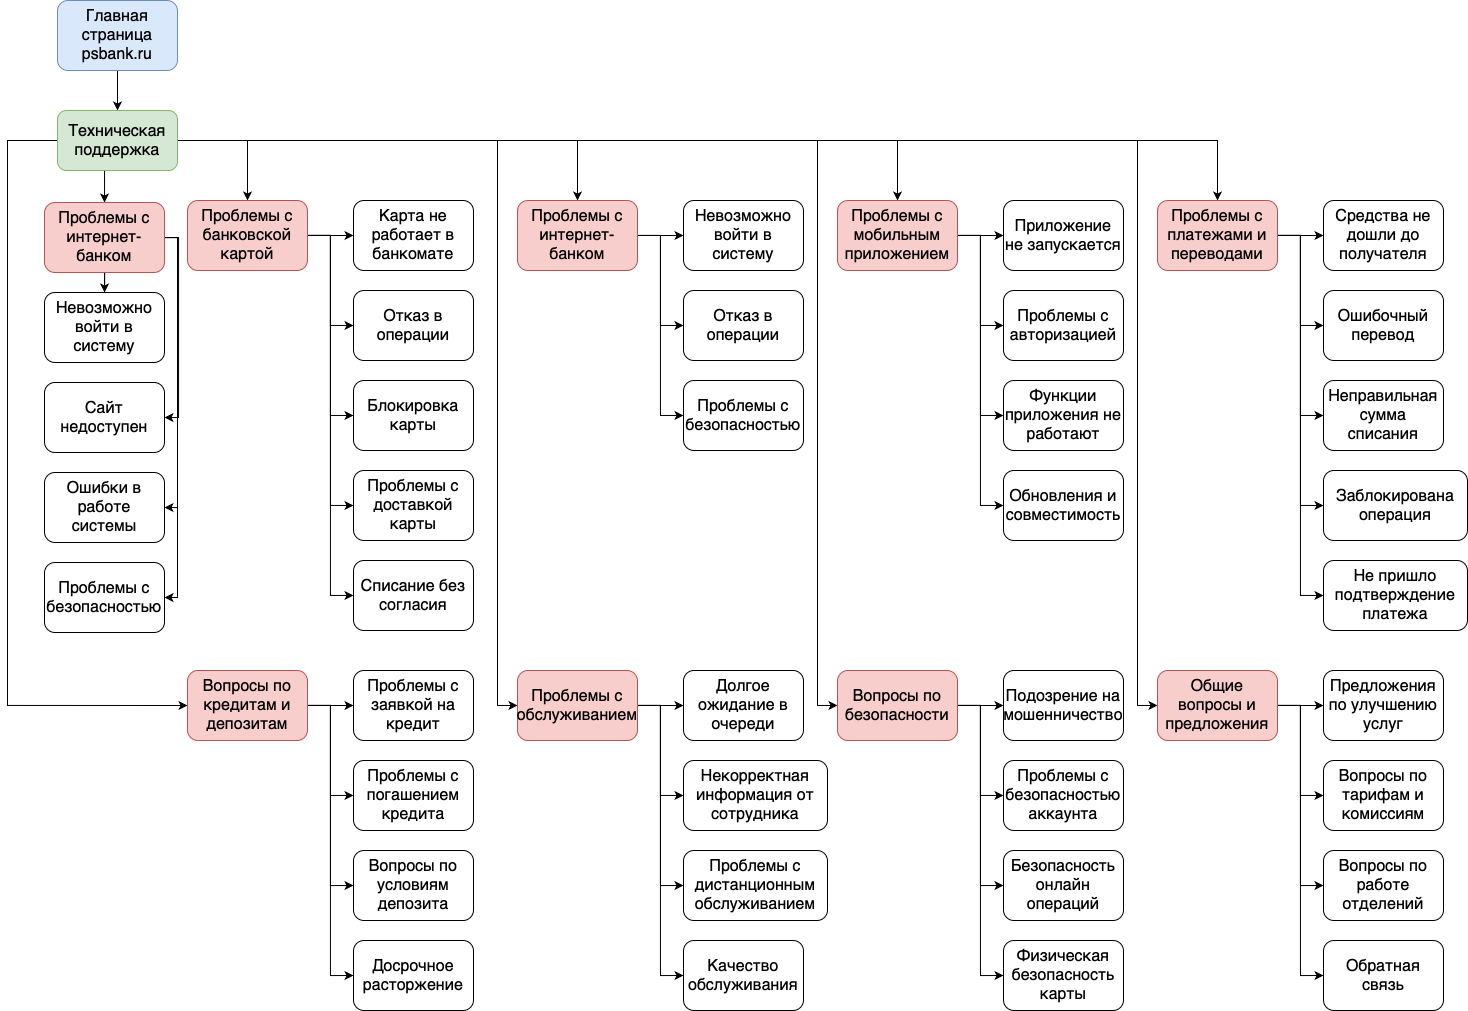 Главная
страница
psbank.ru
Техническая
поддержка
Проблемы с
интернет-
банком
Невозможно
войти в
систему
Сайт
недоступен
Ошибки в
работе
системы
Проблемы с
безопасностью
Проблемы с
банковской
картой
Карта не
работает в
банкомате
Отказ в
операции
Блокировка
карты
Проблемы с
доставкой
карты
Списание без
согласия
Проблемы с
интернет-
банком
Невозможно
войти в
систему
Отказ в
операции
Проблемы с
безопасностью
Проблемы с
мобильным
приложением
Приложение
не запускается
Проблемы с
авторизацией
Функции
приложения не
работают
Обновления и
совместимость
Проблемы с
платежами и
переводами
Средства не
дошли до
получателя
Ошибочный
перевод
Неправильная
сумма
списания
Заблокирована
операция
Не пришло
подтверждение
платежа
Вопросы по
кредитам и
депозитам
Проблемы с
заявкой на
кредит
Проблемы с
погашением
кредита
Вопросы по
условиям
депозита
Досрочное
расторжение
Проблемы с
обслуживанием
Долгое
ожидание в
очереди
Некорректная
информация от
сотрудника
Проблемы с
дистанционным
обслуживанием
Качество
обслуживания
Вопросы по
безопасности
Подозрение на
мошенничество
Проблемы с
безопасностью
аккаунта
Безопасность
онлайн
операций
Физическая
безопасность
карты
Общие
вопросы и
предложения
Предложения
по улучшению
услуг
Вопросы по
тарифам и
комиссиям
Вопросы по
работе
отделений
Обратная
связь